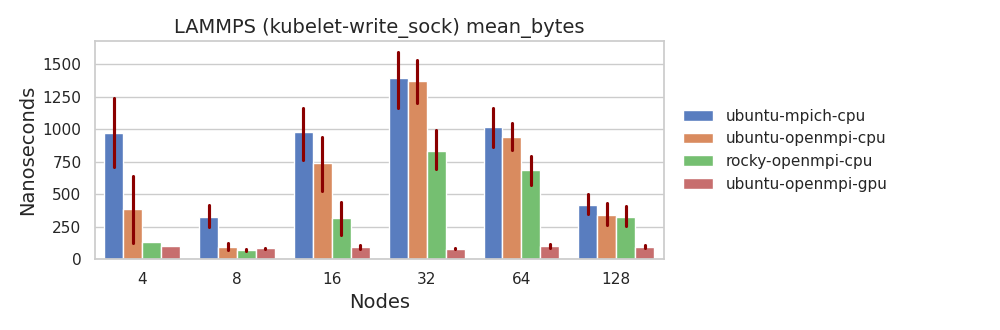 LAMMPS (kubelet-write_sock) mean_bytes
Nanoseconds
1500
1250
1000
750
500
250
0
4 8 16 32 64 128
Nodes
ubuntu-mpich-cpu
ubuntu-openmpi-cpu
rocky-openmpi-cpu
ubuntu-openmpi-gpu